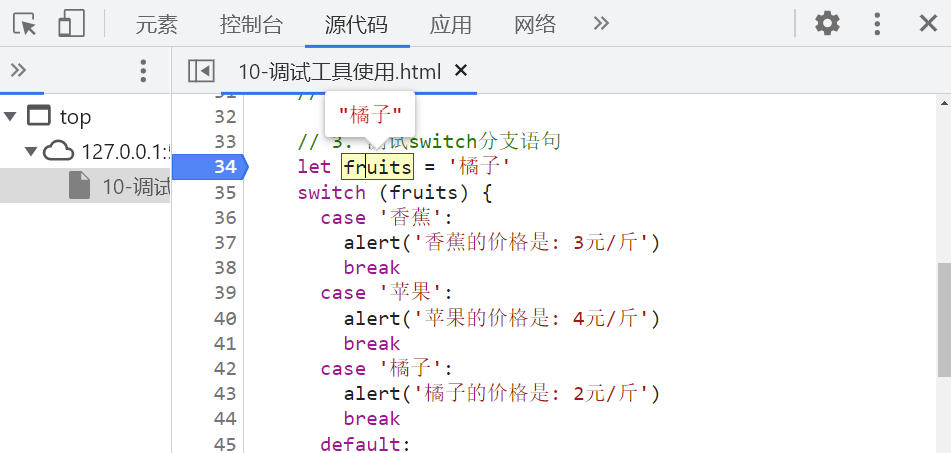 元素 控制台 源代码 应用 网络
10-调试工具使用.html
top
127.0.0.1:
10-调试
"橘子"
31 //
32
33 // 3. 测试switch分支语句
34 let fruits = '橘子'
35 switch (fruits) {
36 case '香蕉':
37 alert('香蕉的价格是: 3元/斤')
38 break
39 case '苹果':
40 alert('苹果的价格是: 4元/斤')
41 break
42 case '橘子':
43 alert('橘子的价格是: 2元/斤')
44 break
45 default: